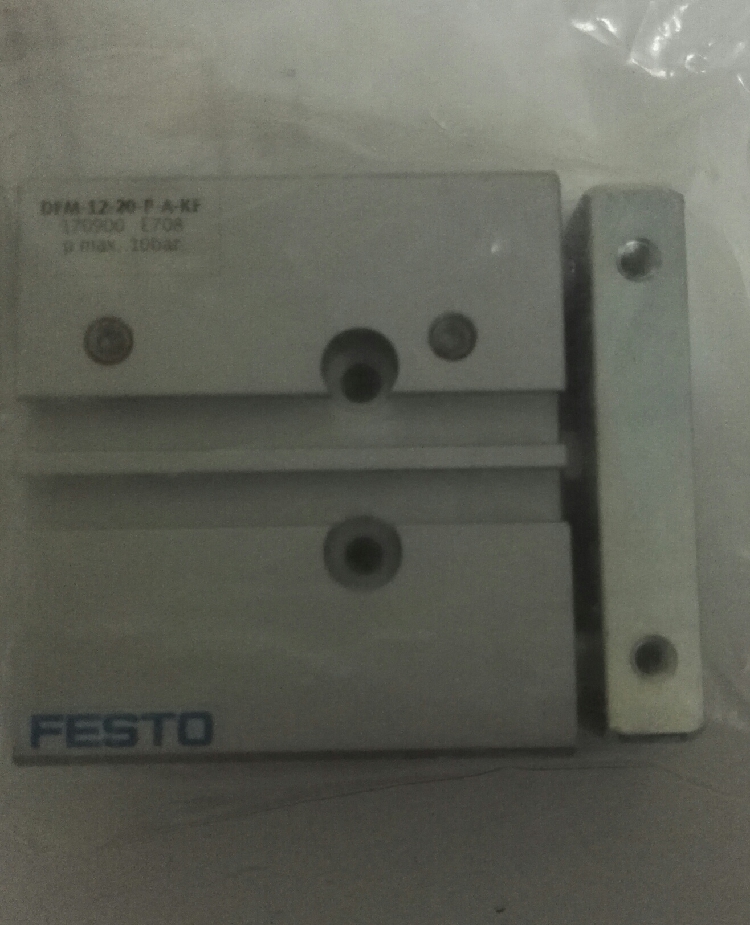 DFM-12-20-P-A-KF
170900 E708
p max. 10bar
FESTO